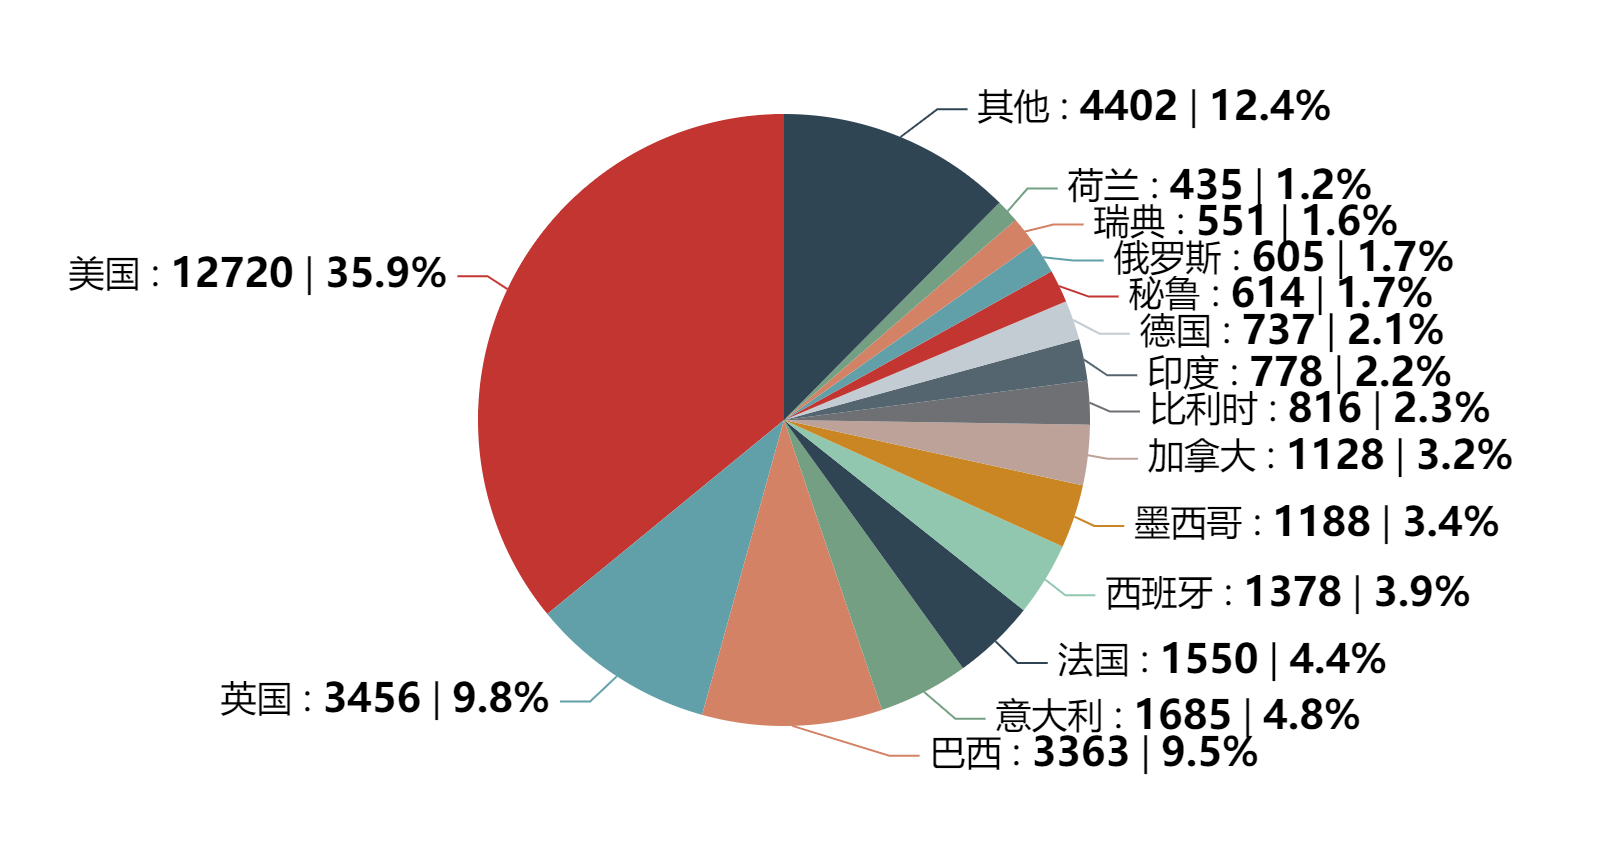 其他 : 4402 | 12.4%
荷兰 : 435 | 1.2%
瑞典 : 551 | 1.6%
俄罗斯 : 605 | 1.7%
美国 : 12720 | 35.9%
秘鲁 : 614 | 1.7%
德国 : 737 | 2.1%
印度 : 778 | 2.2%
比利时 : 816 | 2.3%
加拿大 : 1128 | 3.2%
墨西哥 : 1188 | 3.4%
西班牙 : 1378 | 3.9%
法国 : 1550 | 4.4%
英国 : 3456 | 9.8%
意大利 : 1685 | 4.8%
巴西 : 3363 | 9.5%